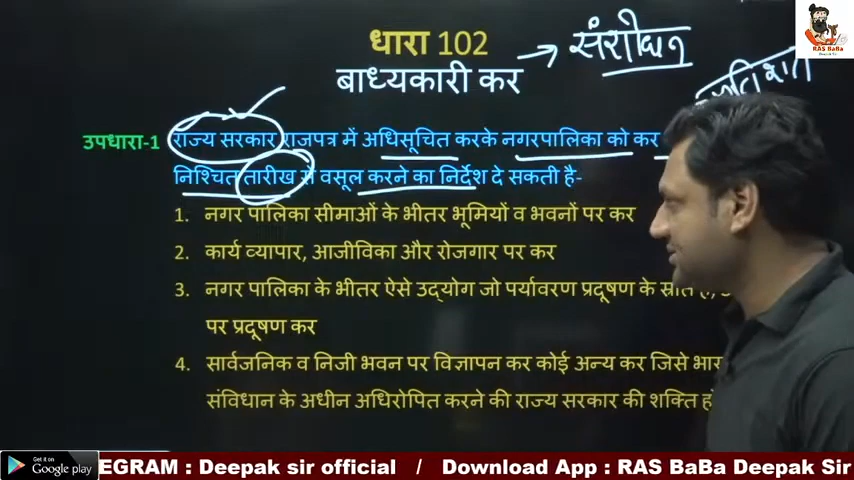 धारा 102
बाध्यकारी कर → संशोधन
RAS BaBa
Deepak Sir
उपधारा-1 राज्य सरकार राजपत्र में अधिसूचित करके नगरपालिका को कर
निश्चित तारीख से वसूल करने का निर्देश दे सकती है-
1. नगर पालिका सीमाओं के भीतर भूमियों व भवनों पर कर
2. कार्य व्यापार, आजीविका और रोजगार पर कर
3. नगर पालिका के भीतर ऐसे उद्योग जो पर्यावरण प्रदूषण के स्रोत
पर प्रदूषण कर
4. सार्वजनिक व निजी भवन पर विज्ञापन कर कोई अन्य कर जिसे
संविधान के अधीन अधिरोपित करने की राज्य सरकार की शक्ति
GET IT ON
Google play
EGRAM : Deepak sir official / Download App : RAS BaBa Deepak Sir